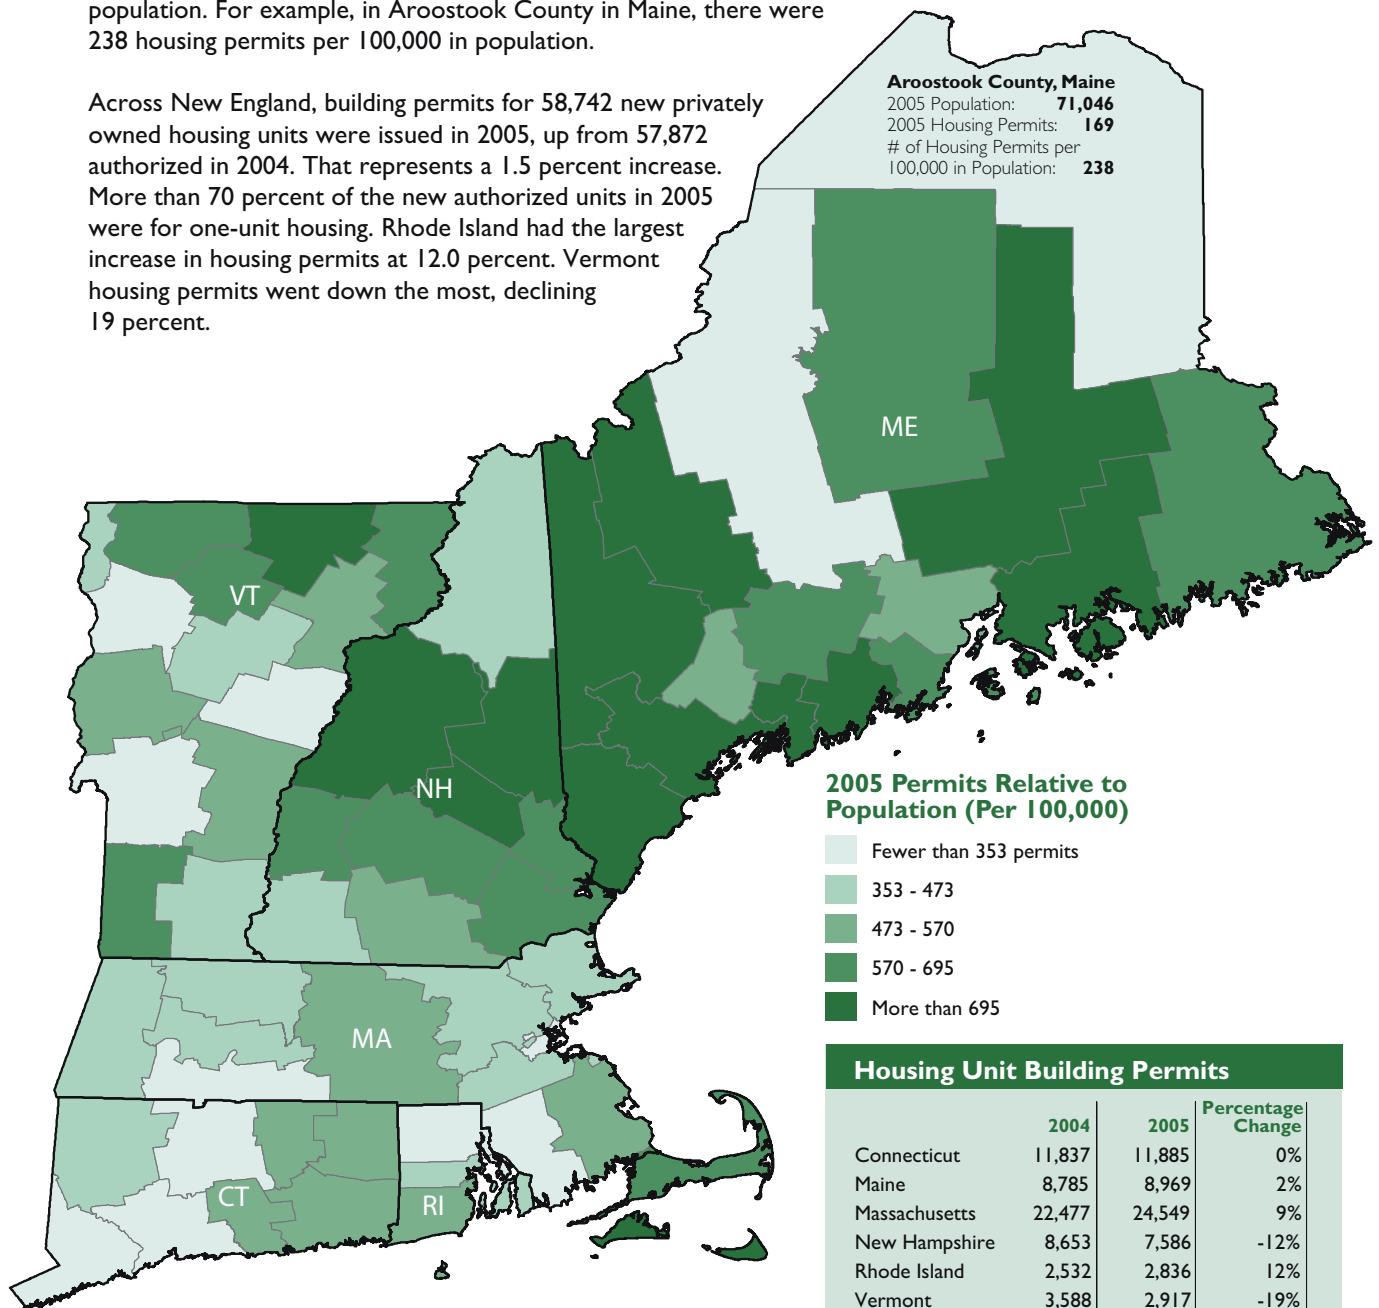 population. For example, in Aroostook County in Maine, there were
238 housing permits per 100,000 in population.
Across New England, building permits for 58,742 new privately
owned housing units were issued in 2005, up from 57,872
authorized in 2004. That represents a 1.5 percent increase.
More than 70 percent of the new authorized units in 2005
were for one-unit housing. Rhode Island had the largest
increase in housing permits at 12.0 percent. Vermont
housing permits went down the most, declining
19 percent.
Aroostook County, Maine
2005 Population: 71,046
2005 Housing Permits: 169
# of Housing Permits per
100,000 in Population: 238
ME
VT
NH
MA
CT
RI
2005 Permits Relative to
Population (Per 100,000)
Fewer than 353 permits
353 - 473
473 - 570
570 - 695
More than 695
Housing Unit Building Permits
2004 2005 Percentage Change
Connecticut 11,837 11,885 0%
Maine 8,785 8,969 2%
Massachusetts 22,477 24,549 9%
New Hampshire 8,653 7,586 -12%
Rhode Island 2,532 2,836 12%
Vermont 3,588 2,917 -19%